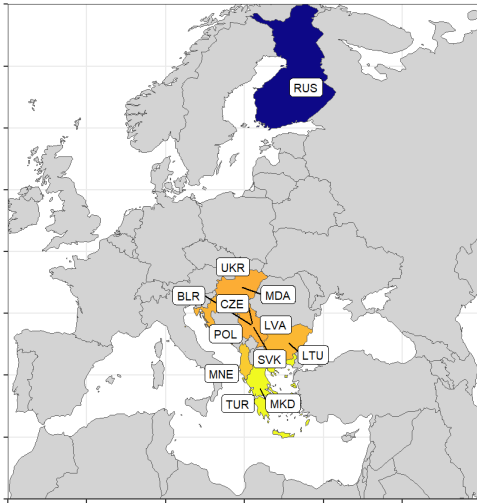 RUS
UKR
BLR
CZE
MDA
POL
LVA
SVK
LTU
MNE
TUR
MKD